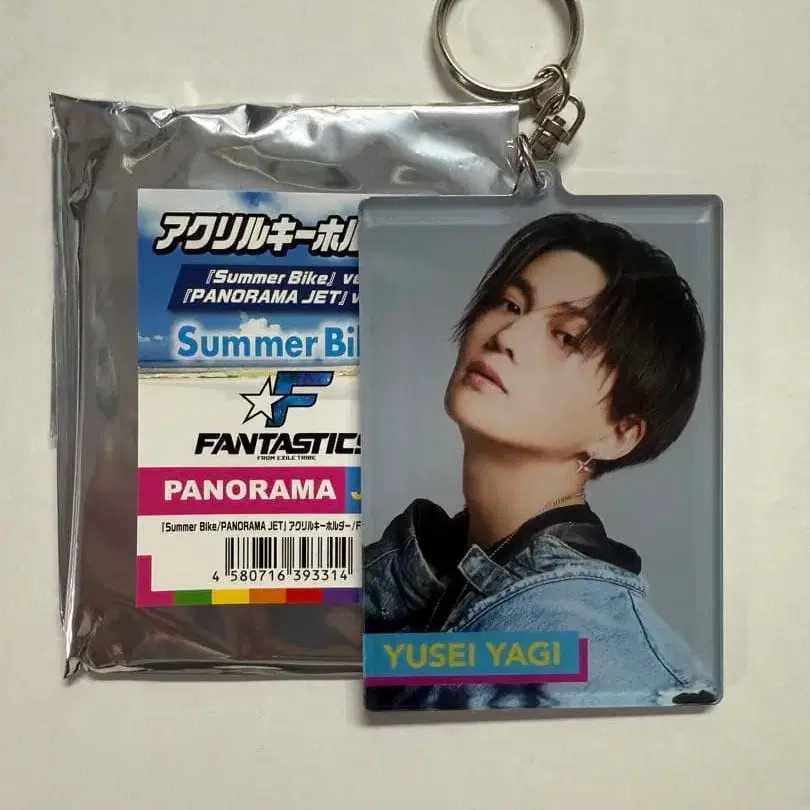 アクリルキーホル
『Summer Bike』 ve
『PANORAMA JET』 v
Summer Bi
FANTASTICS
FROM EXILE TRIBE
PANORAMA J
『Summer Bike/PANORAMA JET』 アクリルキーホルダー/F
4 580716 393314
YUSEI YAGI